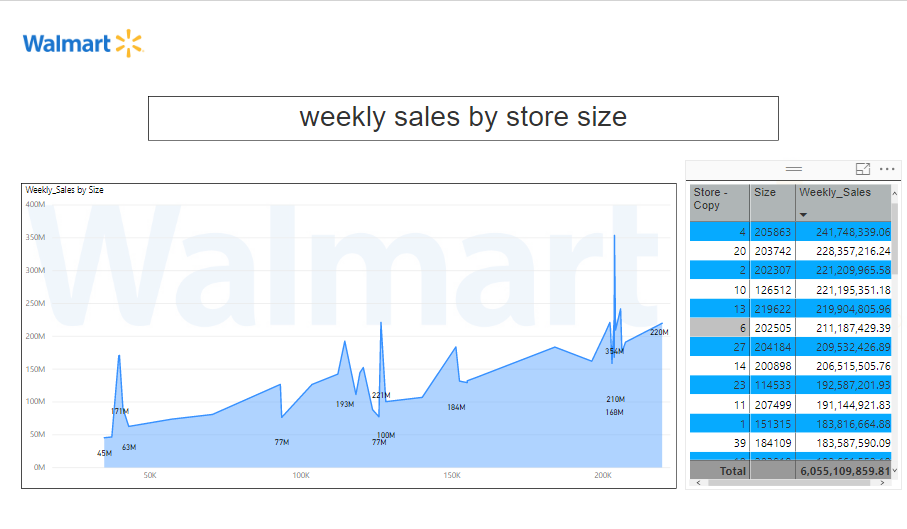 Walmart
weekly sales by store size
Weekly_Sales by Size
400M
350M
300M
250M
200M
150M
100M
50M
0M
Walmart
171M
45M
63M
77M
193M
221M
77M
100M
184M
354M
210M
168M
220M
50K
100K
150K
200K
Store - Copy Size Weekly_Sales
4 205863 241,748,339.06
20 203742 228,357,216.24
2 202307 221,209,965.58
10 126512 221,195,351.18
13 219622 219,904,805.96
6 202505 211,187,429.39
27 204184 209,532,426.89
14 200898 206,515,505.76
23 114533 192,587,201.93
11 207499 191,144,921.83
1 151315 183,816,664.88
39 184109 183,587,590.09
Total 6,055,109,859.81